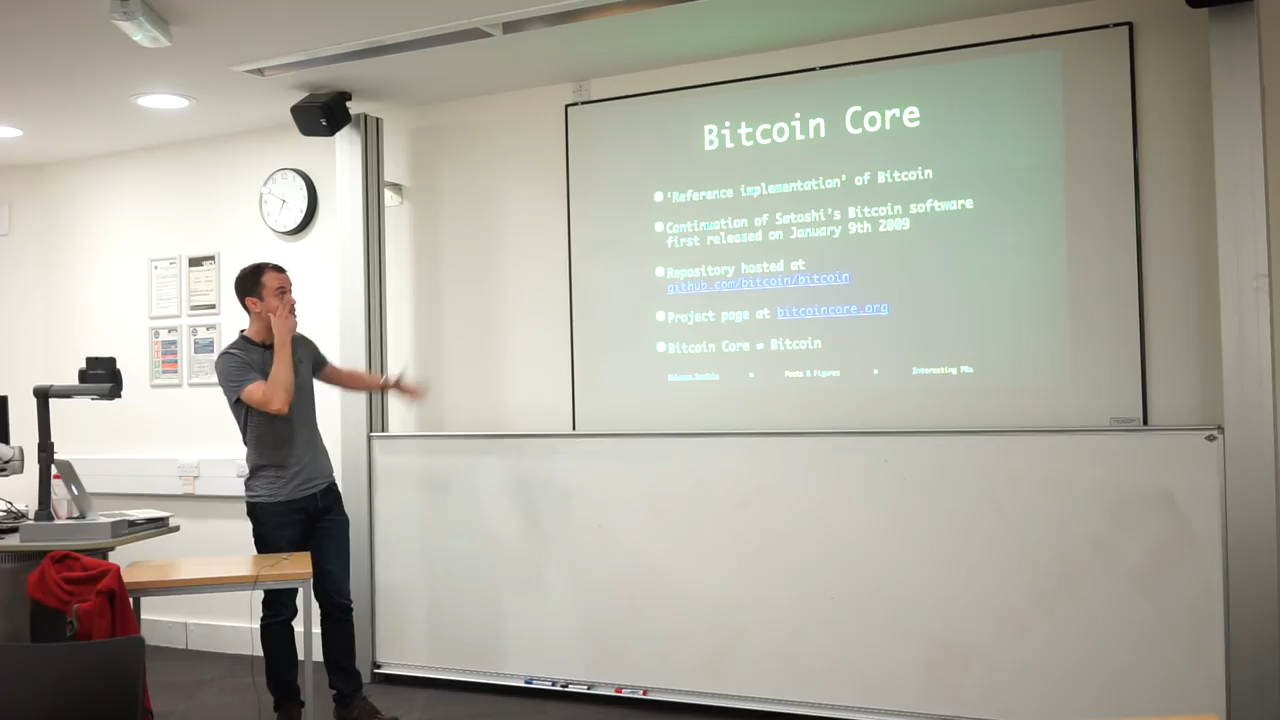 Bitcoin Core
'Reference implementation' of Bitcoin
Continuation of Satoshi's Bitcoin software
first released on January 9th 2009
Repository hosted at
github.com/bitcoin/bitcoin
Project page at bitcoincore.org
Bitcoin Core ≠ Bitcoin
Facts & Figures
Interesting PRs